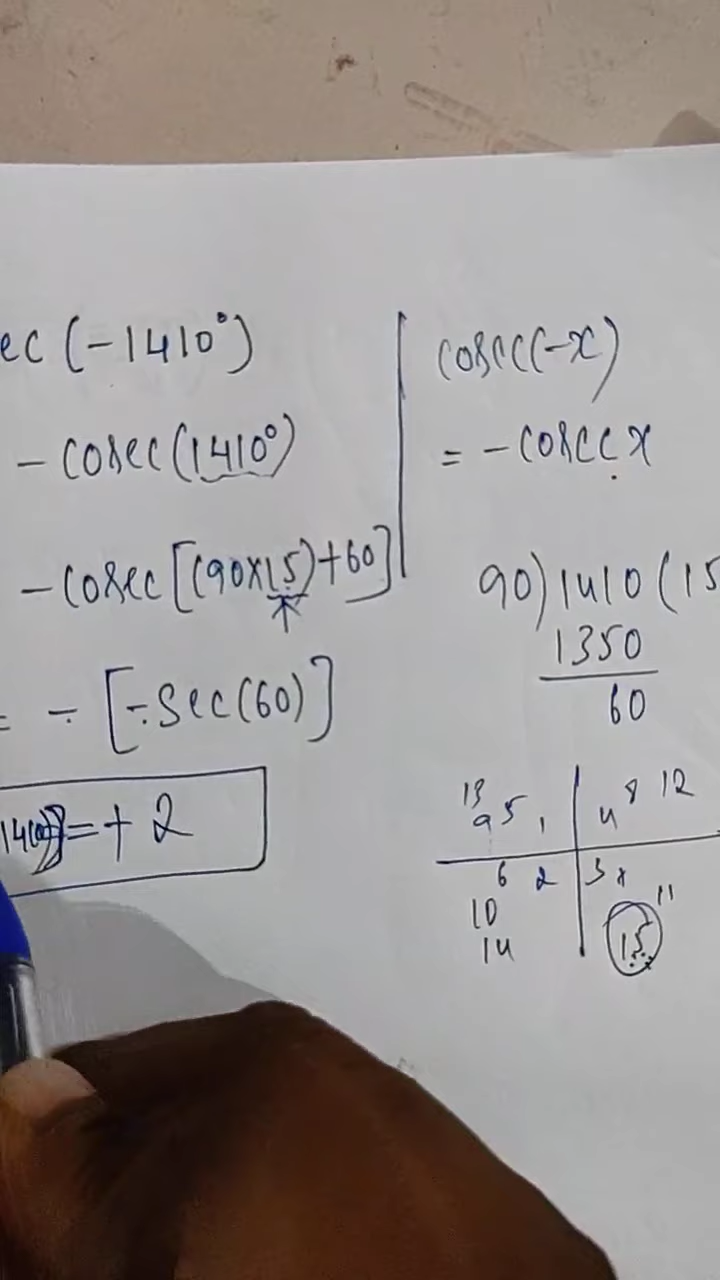 ec (-1410°)
- cosec (1410°)
- cosec [(90×15)+60]
= - [-Sec(60)]
= + 2
cosec(-x)
= - cosec x
90)1410(15
1350
60
13 9 5 1 4 8 12
6 2 3 11
10 15
14